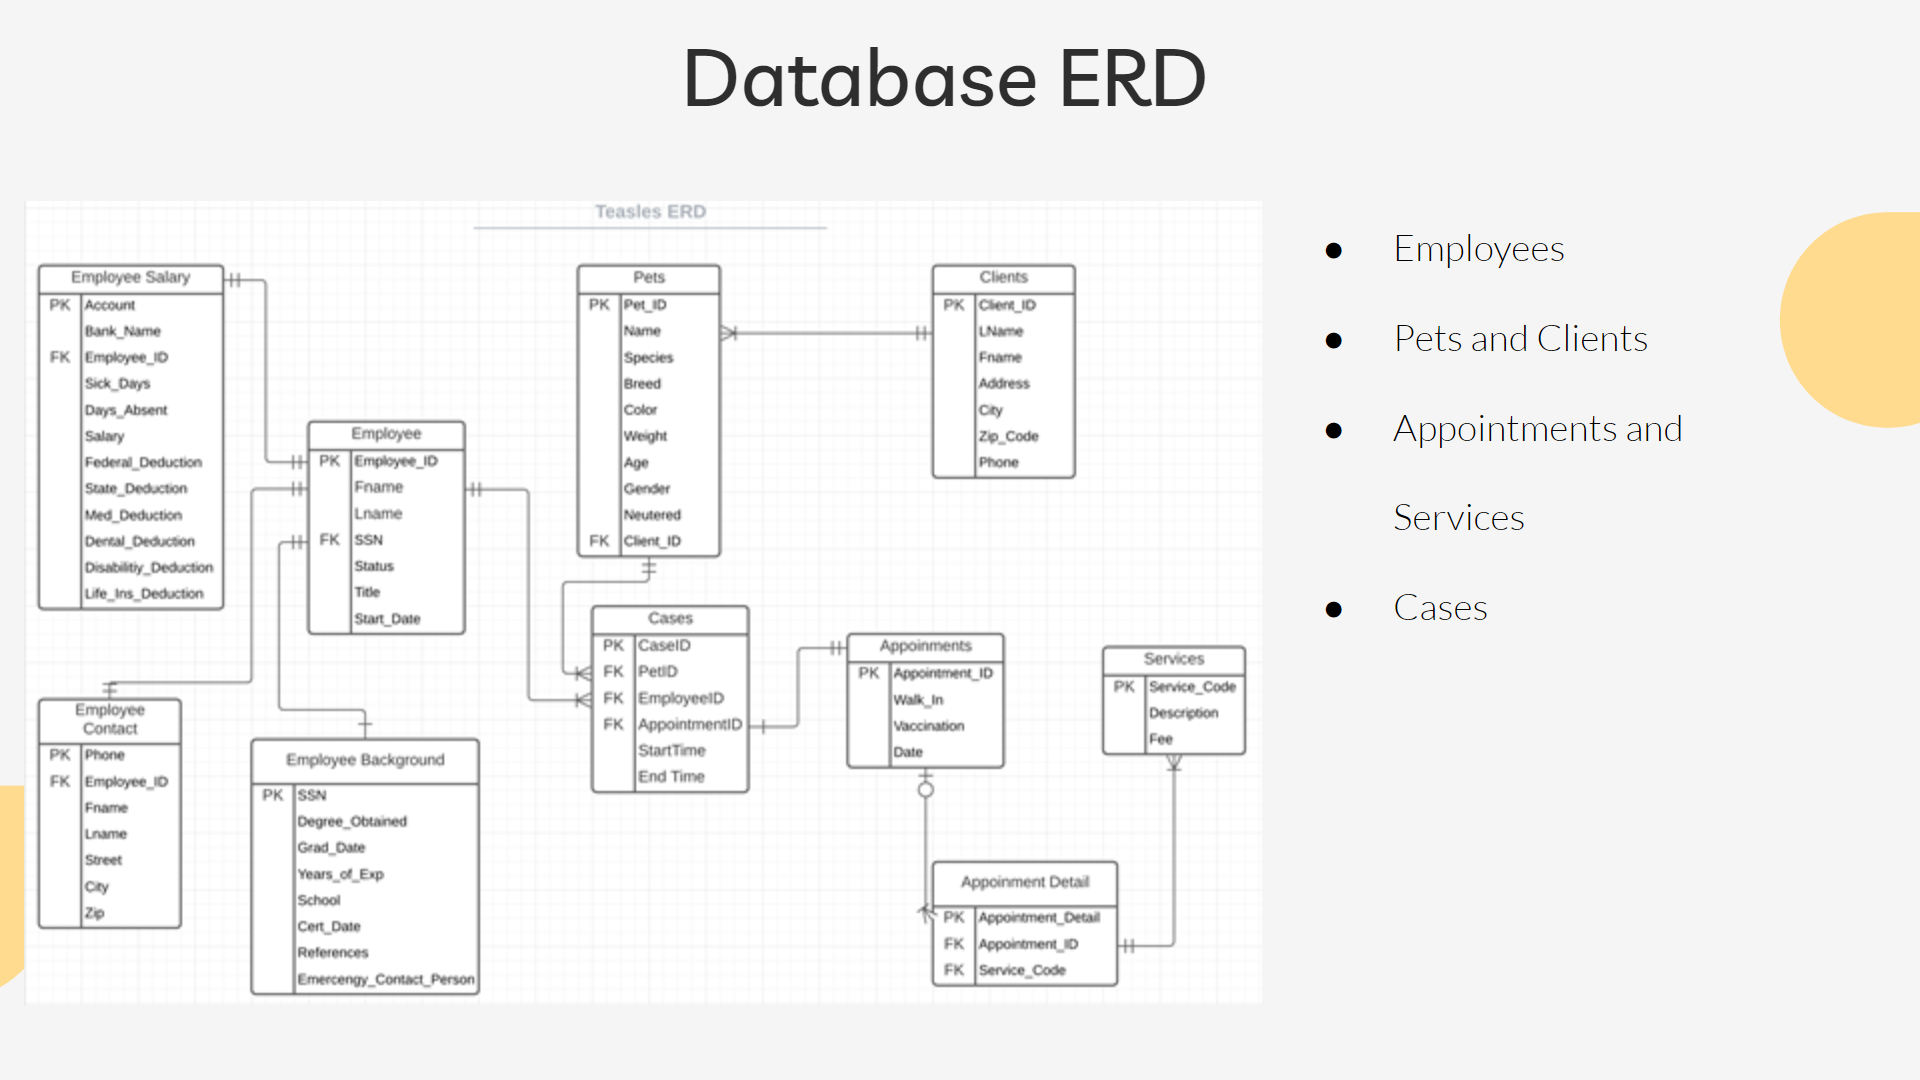 Database ERD
Teasles ERD
Employee Salary
PK Account
Bank_Name
FK Employee_ID
Sick_Days
Days_Absent
Salary
Federal_Deduction
State_Deduction
Med_Deduction
Dental_Deduction
Disabilitiy_Deduction
Life_Ins_Deduction
Employee
PK Employee_ID
Fname
Lname
FK SSN
Status
Title
Start_Date
Employee
Contact
PK Phone
FK Employee_ID
Fname
Lname
Street
City
Zip
Employee Background
PK SSN
Degree_Obtained
Grad_Date
Years_of_Exp
School
Cert_Date
References
Emercengy_Contact_Person
Pets
PK Pet_ID
Name
Species
Breed
Color
Weight
Age
Gender
Neutered
FK Client_ID
Clients
PK Client_ID
LName
Fname
Address
City
Zip_Code
Phone
Cases
PK CaseID
FK PetID
FK EmployeeID
FK AppointmentID
StartTime
End Time
Appoinments
PK Appointment_ID
Walk_In
Vaccination
Date
Services
PK Service_Code
Description
Fee
Appoinment Detail
PK Appointment_Detail
FK Appointment_ID
FK Service_Code
● Employees
● Pets and Clients
● Appointments and
Services
● Cases